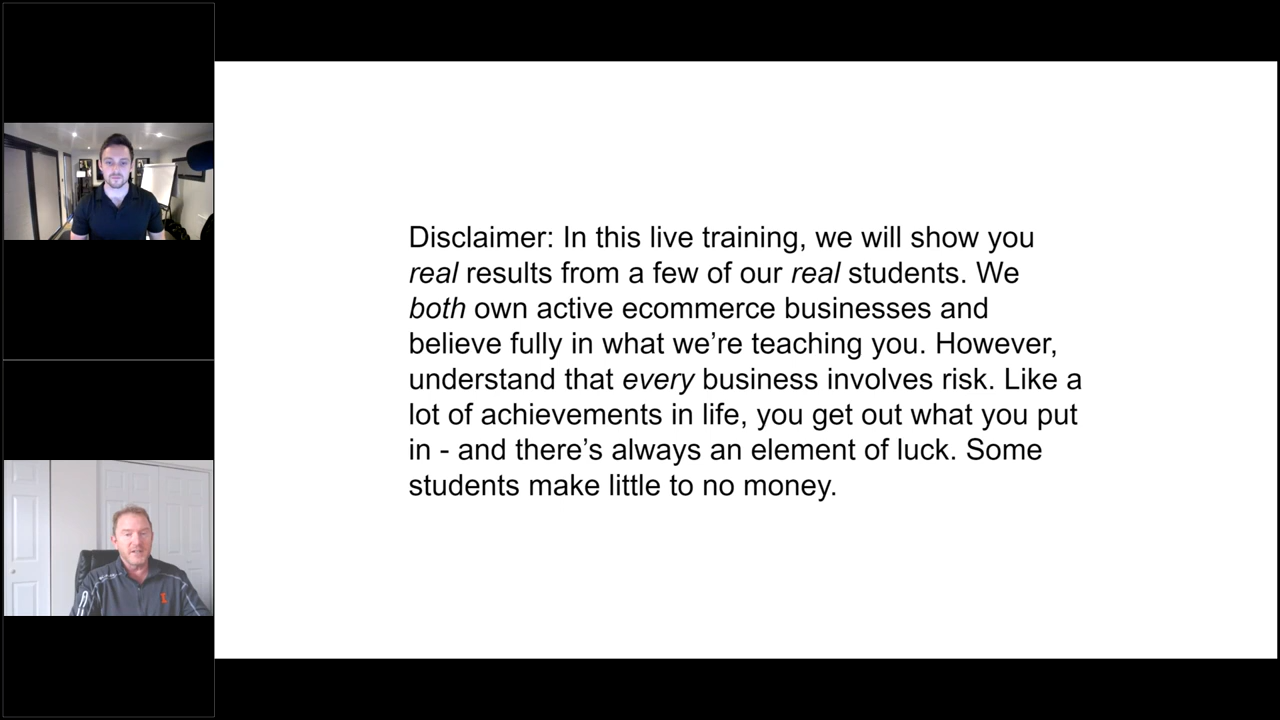 Disclaimer: In this live training, we will show you
real results from a few of our real students. We
both own active ecommerce businesses and
believe fully in what we’re teaching you. However,
understand that every business involves risk. Like a
lot of achievements in life, you get out what you put
in - and there’s always an element of luck. Some
students make little to no money.